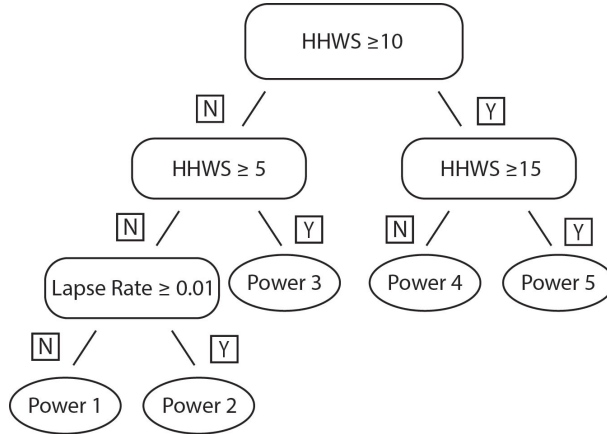 HHWS ≥10
N
Y
HHWS ≥ 5
HHWS ≥15
N
Y
N
Y
Lapse Rate ≥ 0.01
Power 3
Power 4
Power 5
N
Y
Power 1
Power 2